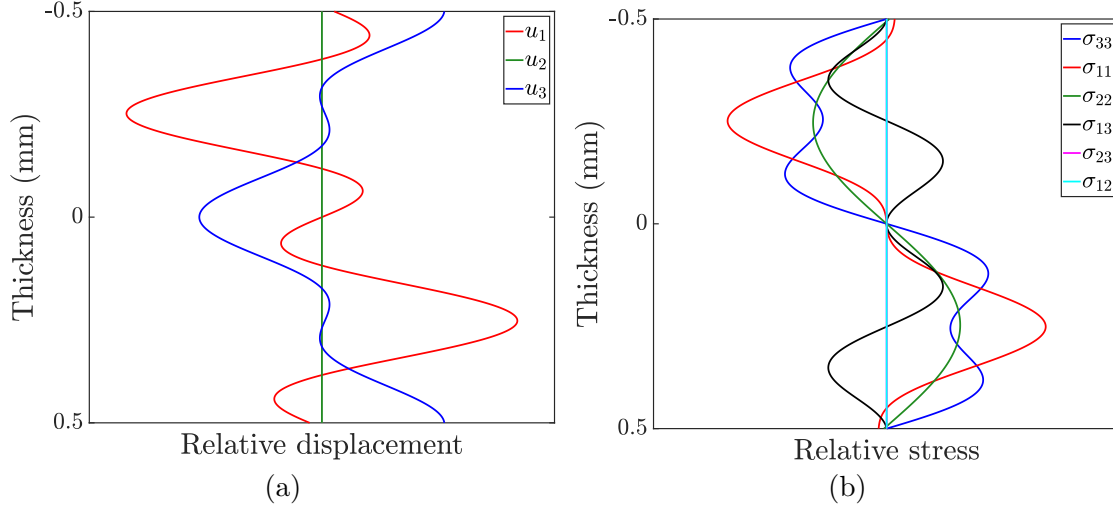 -0.5
0
0.5
Thickness (mm)
u1
u2
u3
Relative displacement
(a)
-0.5
0
0.5
Thickness (mm)
σ33
σ11
σ22
σ13
σ23
σ12
Relative stress
(b)